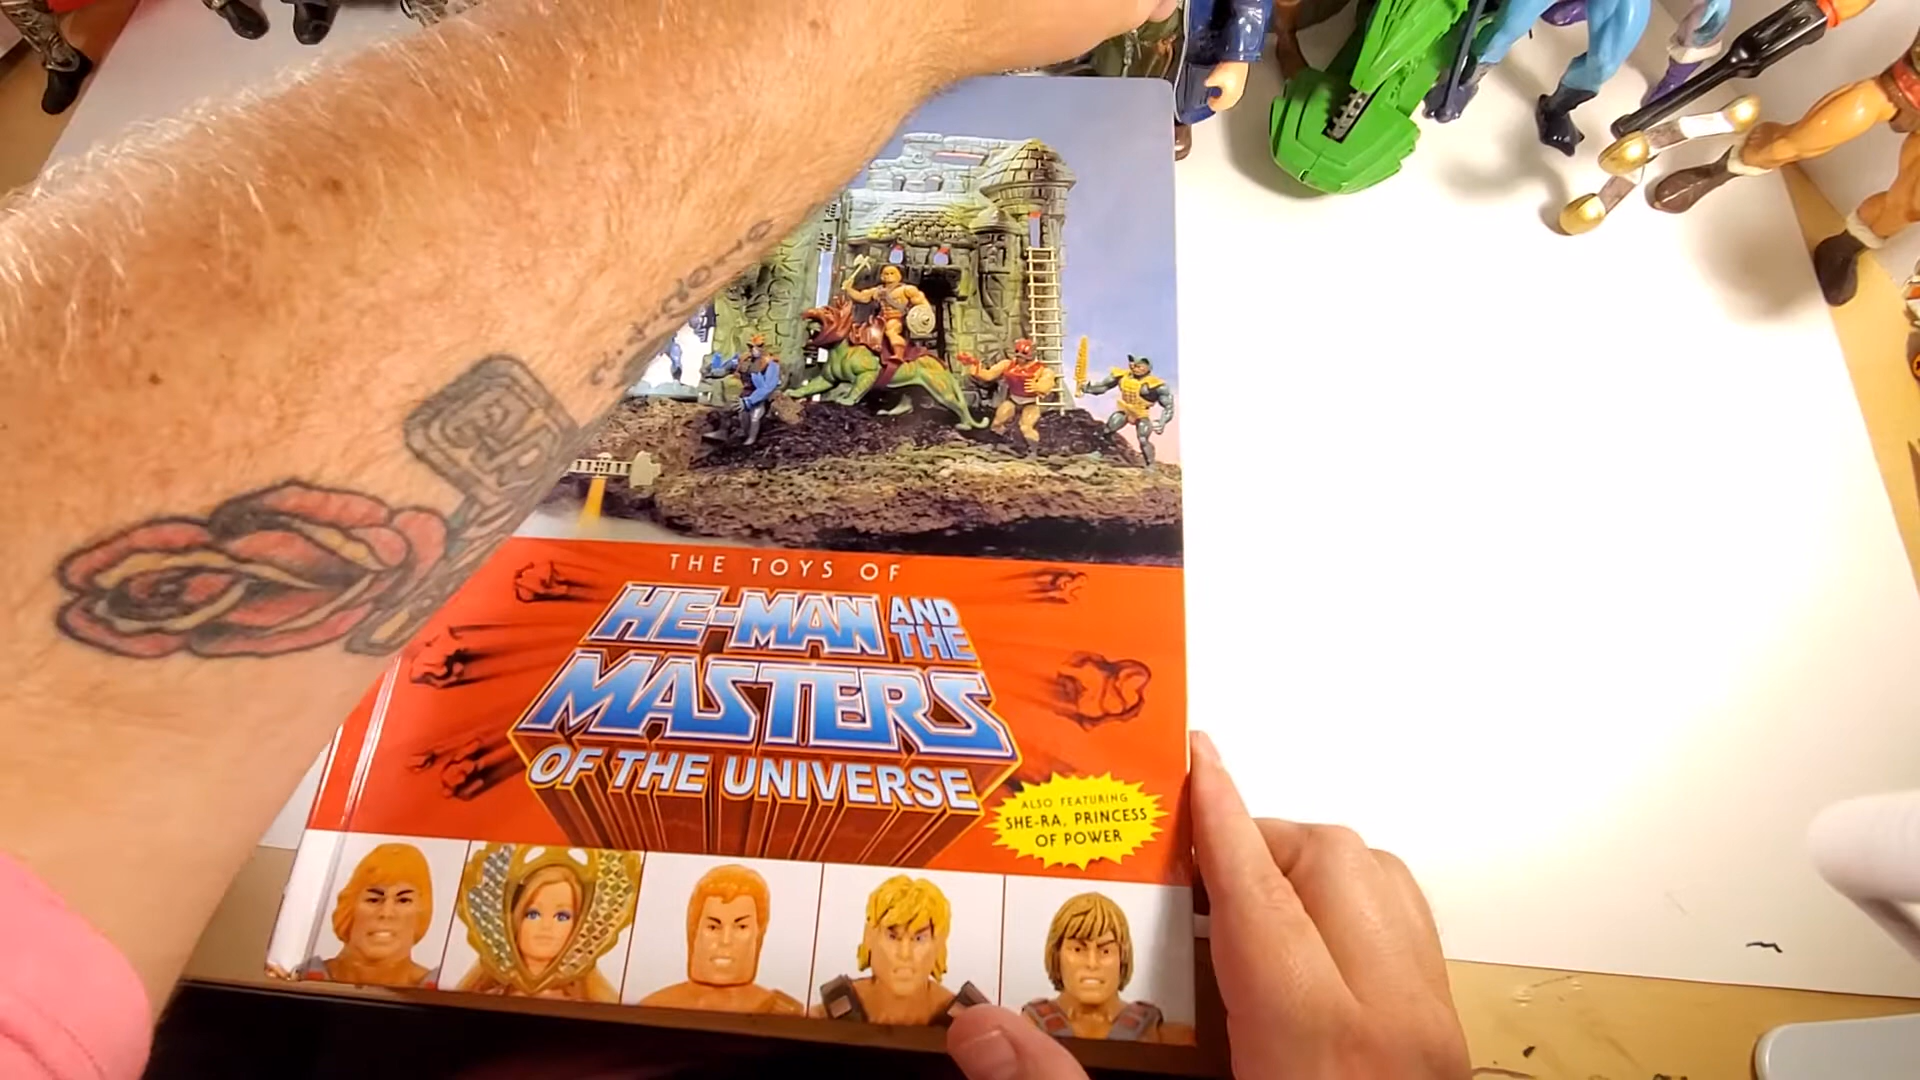 THE TOYS OF
HE-MAN AND THE
MASTERS
OF THE UNIVERSE
ALSO FEATURING
SHE-RA, PRINCESS
OF POWER